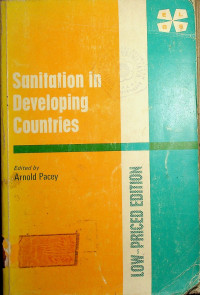 E L
B S
Sanitation in
Developing
Countries
Edited by
Arnold Pacey
LOW-PRICED EDITION